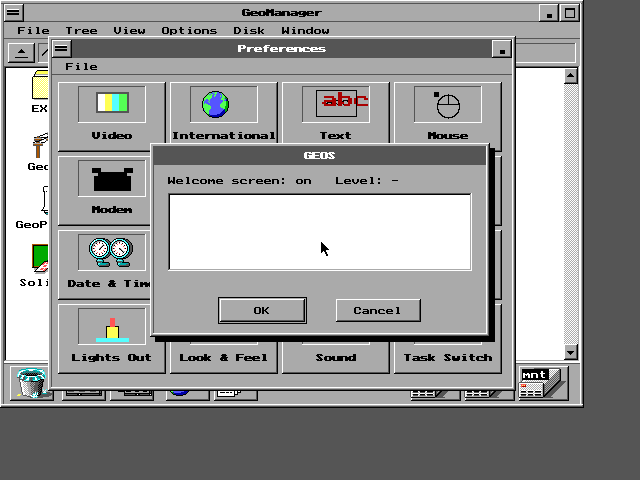 GeoManager
File Tree View Options Disk Window
Preferences
File
abc
Video International Text Mouse
GEOS
Welcome screen: on Level: -
Modem
Date & Tim
OK Cancel
Lights Out Look & Feel Sound Task Switch
EX
Geo
GeoP
Soli
mnt